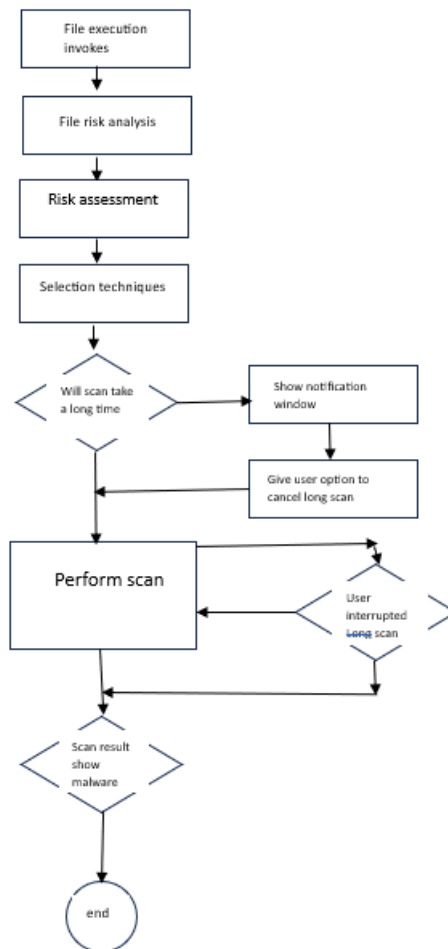 File execution
invokes
File risk analysis
Risk assessment
Selection techniques
Will scan take
a long time
Show notification
window
Give user option to
cancel long scan
Perform scan
User
interrupted
Long scan
Scan result
show
malware
end